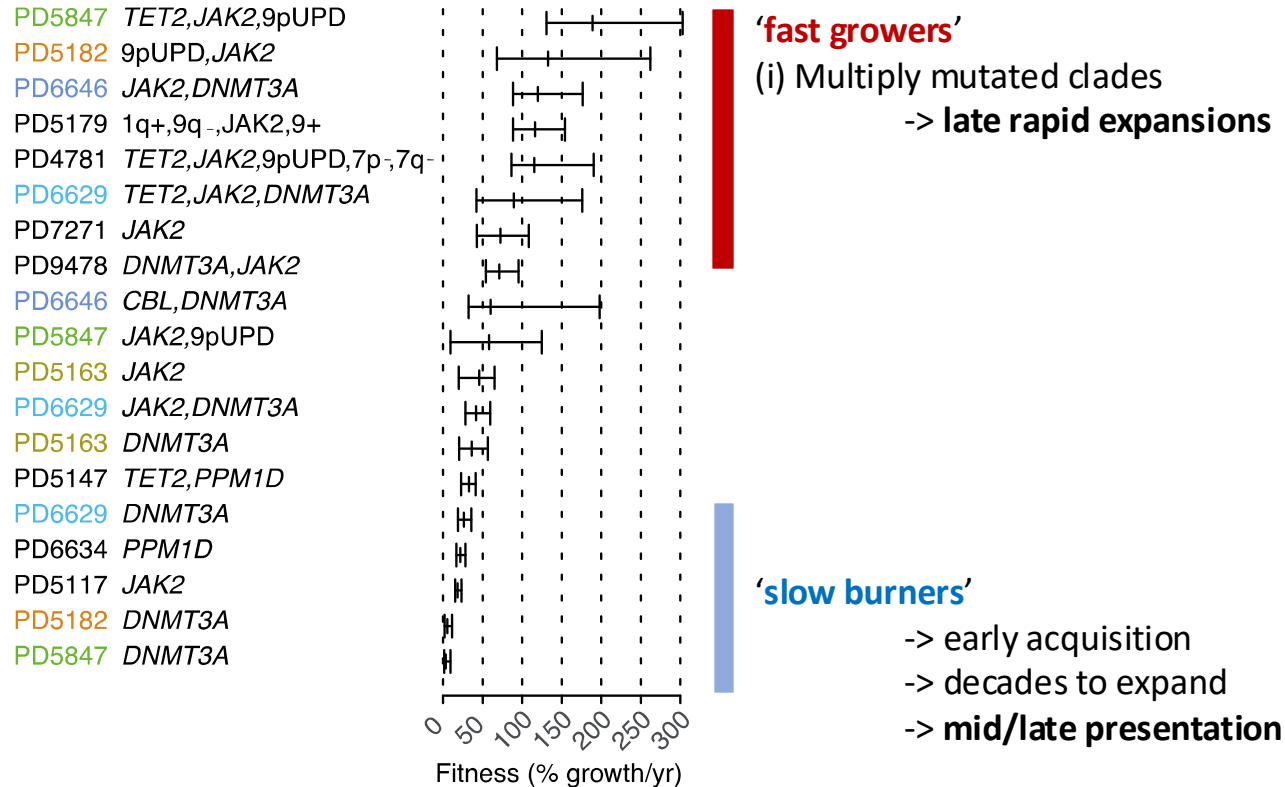 PD5847 TET2,JAK2,9pUPD
PD5182 9pUPD,JAK2
PD6646 JAK2,DNMT3A
PD5179 1q+,9q-,JAK2,9+
PD4781 TET2,JAK2,9pUPD,7p-,7q-
PD6629 TET2,JAK2,DNMT3A
PD7271 JAK2
PD9478 DNMT3A,JAK2
PD6646 CBL,DNMT3A
PD5847 JAK2,9pUPD
PD5163 JAK2
PD6629 JAK2,DNMT3A
PD5163 DNMT3A
PD5147 TET2,PPM1D
PD6629 DNMT3A
PD6634 PPM1D
PD5117 JAK2
PD5182 DNMT3A
PD5847 DNMT3A
0 50 100 150 200 250 300
Fitness (% growth/yr)
‘fast growers’
(i) Multiply mutated clades
-> late rapid expansions
‘slow burners’
-> early acquisition
-> decades to expand
-> mid/late presentation